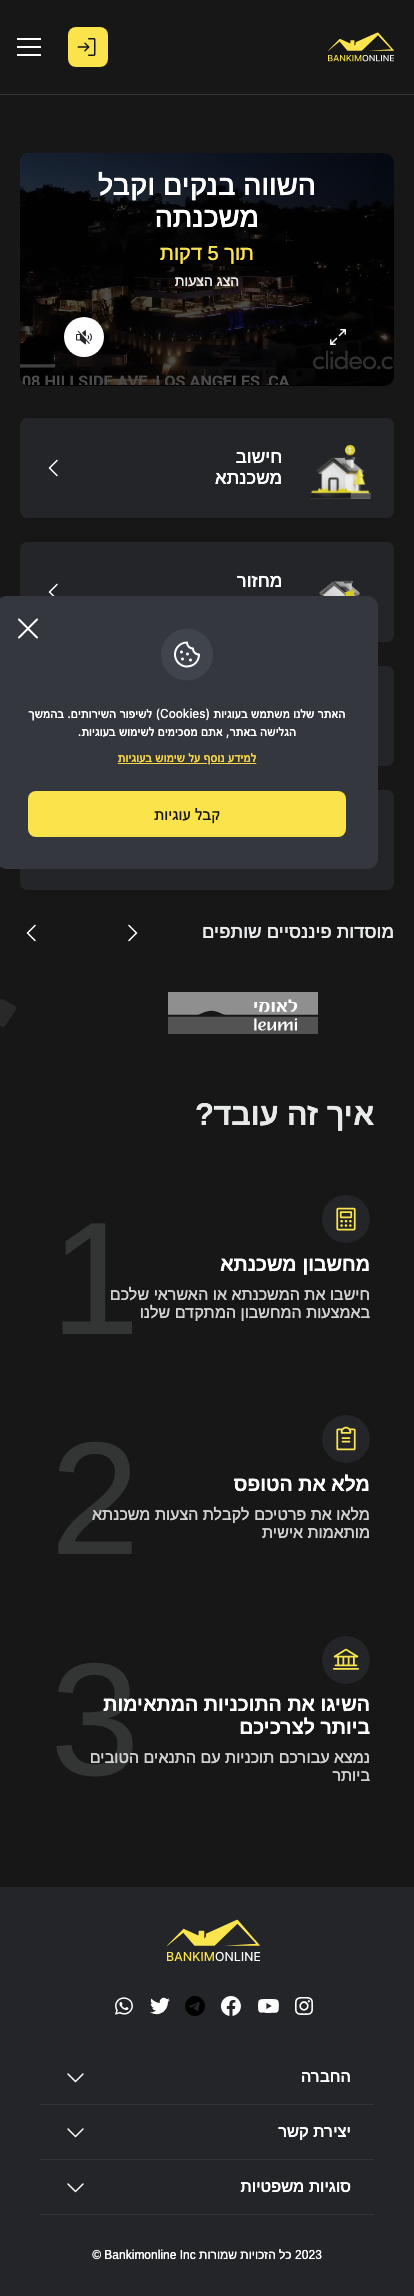 BANKIMONLINE
השווה בנקים וקבל
משכנתה
תוך 5 דקות
הצג הצעות
clideo.c
08 HILLSIDE AVE, LOS ANGELES, CA
חישוב
משכנתא
מחזור
האתר שלנו משתמש בעוגיות (Cookies) לשיפור השירותים. בהמשך
הגלישה באתר, אתם מסכימים לשימוש בעוגיות.
למידע נוסף על שימוש בעוגיות
קבל עוגיות
מוסדות פיננסיים שותפים
לאומי
leumi
איך זה עובד?
1
מחשבון משכנתא
חישבו את המשכנתא או האשראי שלכם
באמצעות המחשבון המתקדם שלנו
2
מלא את הטופס
מלאו את פרטיכם לקבלת הצעות משכנתא
מותאמות אישית
3
השיגו את התוכניות המתאימות
ביותר לצרכיכם
נמצא עבורכם תוכניות עם התנאים הטובים
ביותר
BANKIMONLINE
החברה
יצירת קשר
סוגיות משפטיות
2023 כל הזכויות שמורות Bankimonline Inc ©